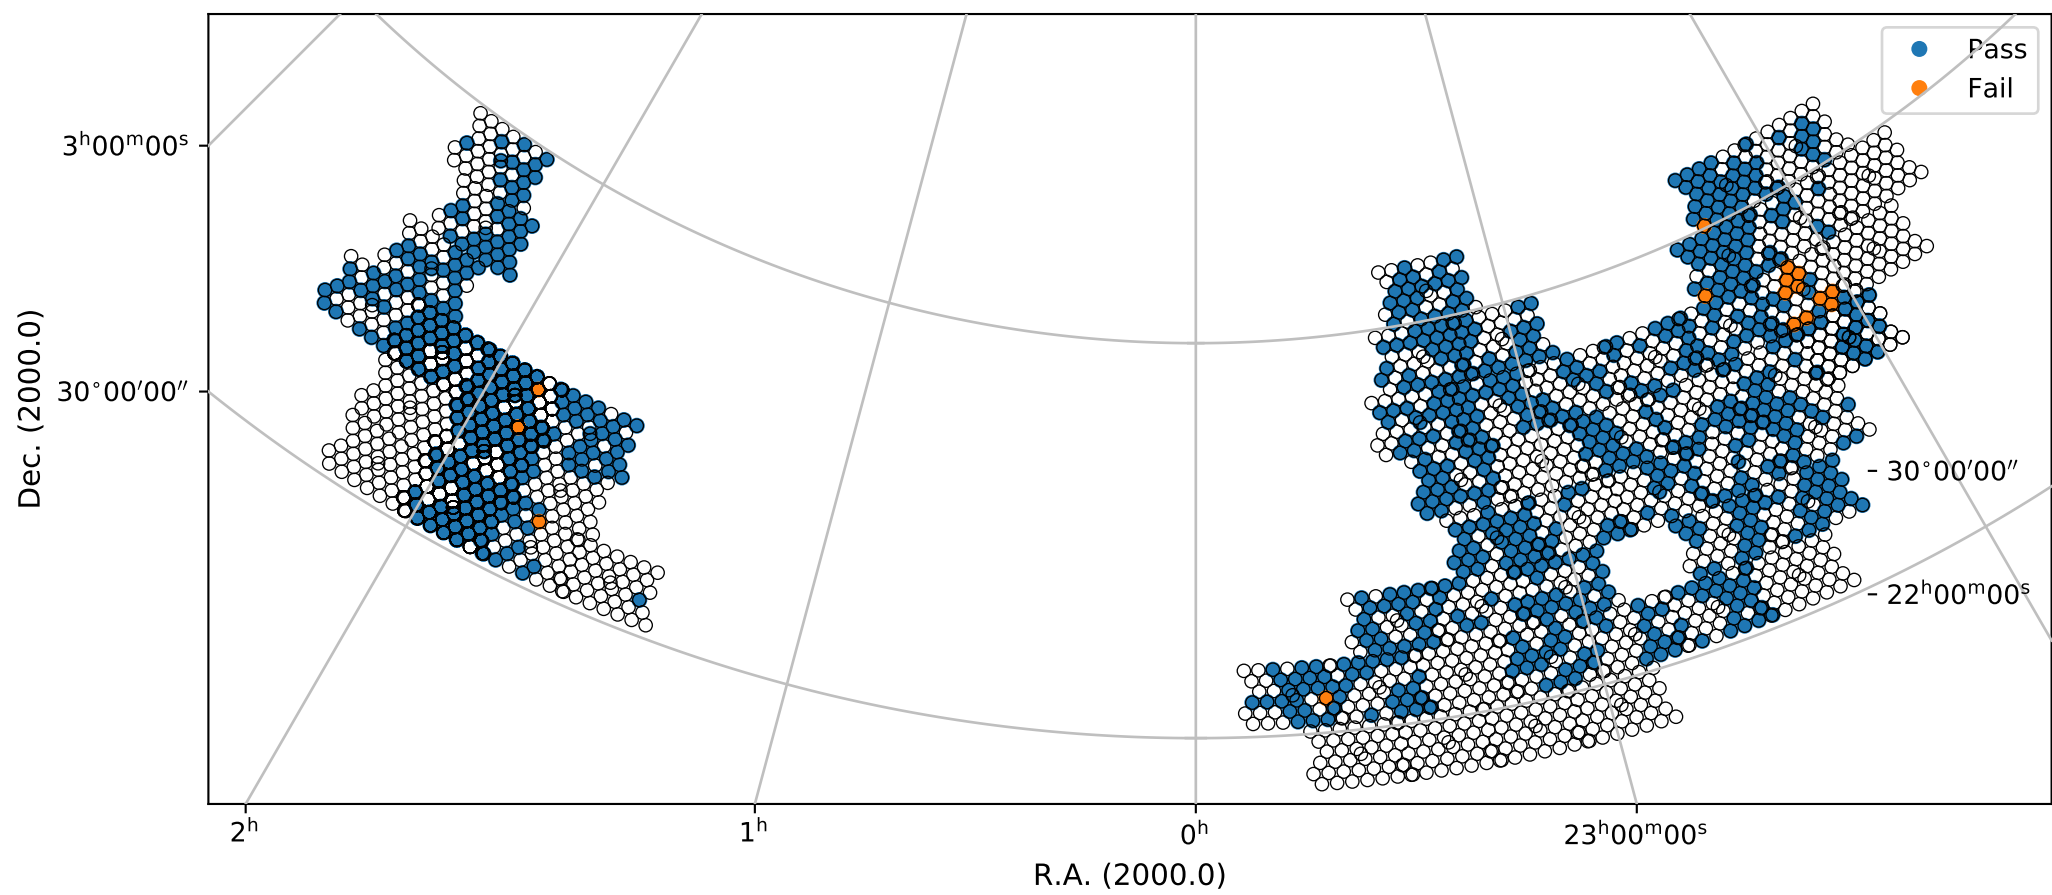 Pass
Fail
3ʰ00ᵐ00ˢ
30°00′00″
30°00′00″
22ʰ00ᵐ00ˢ
2ʰ
1ʰ
0ʰ
23ʰ00ᵐ00ˢ
R.A. (2000.0)
Dec. (2000.0)